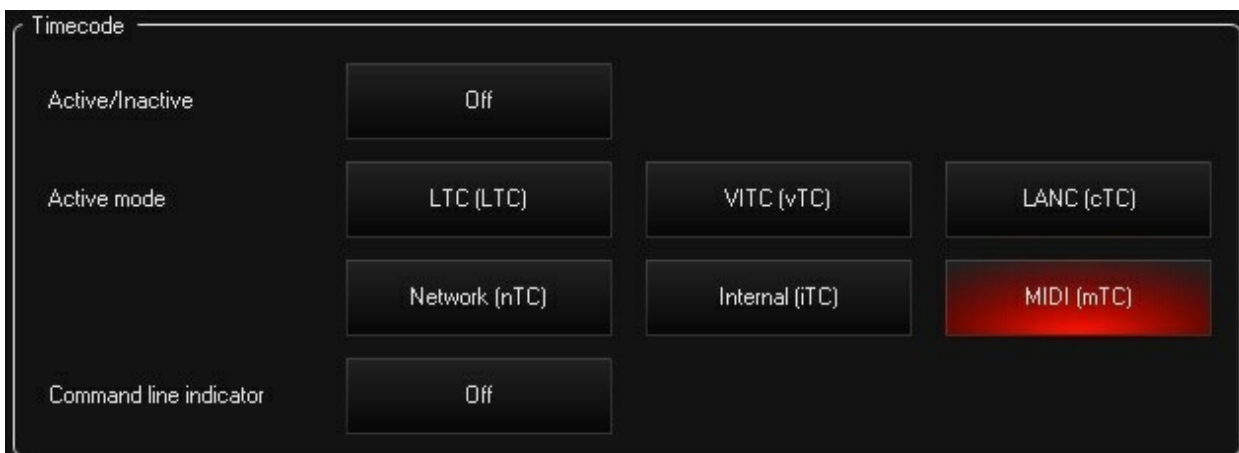 Timecode
Active/Inactive Off
Active mode LTC (LTC) VITC (vTC) LANC (cTC)
Network (nTC) Internal (iTC) MIDI (mTC)
Command line indicator Off